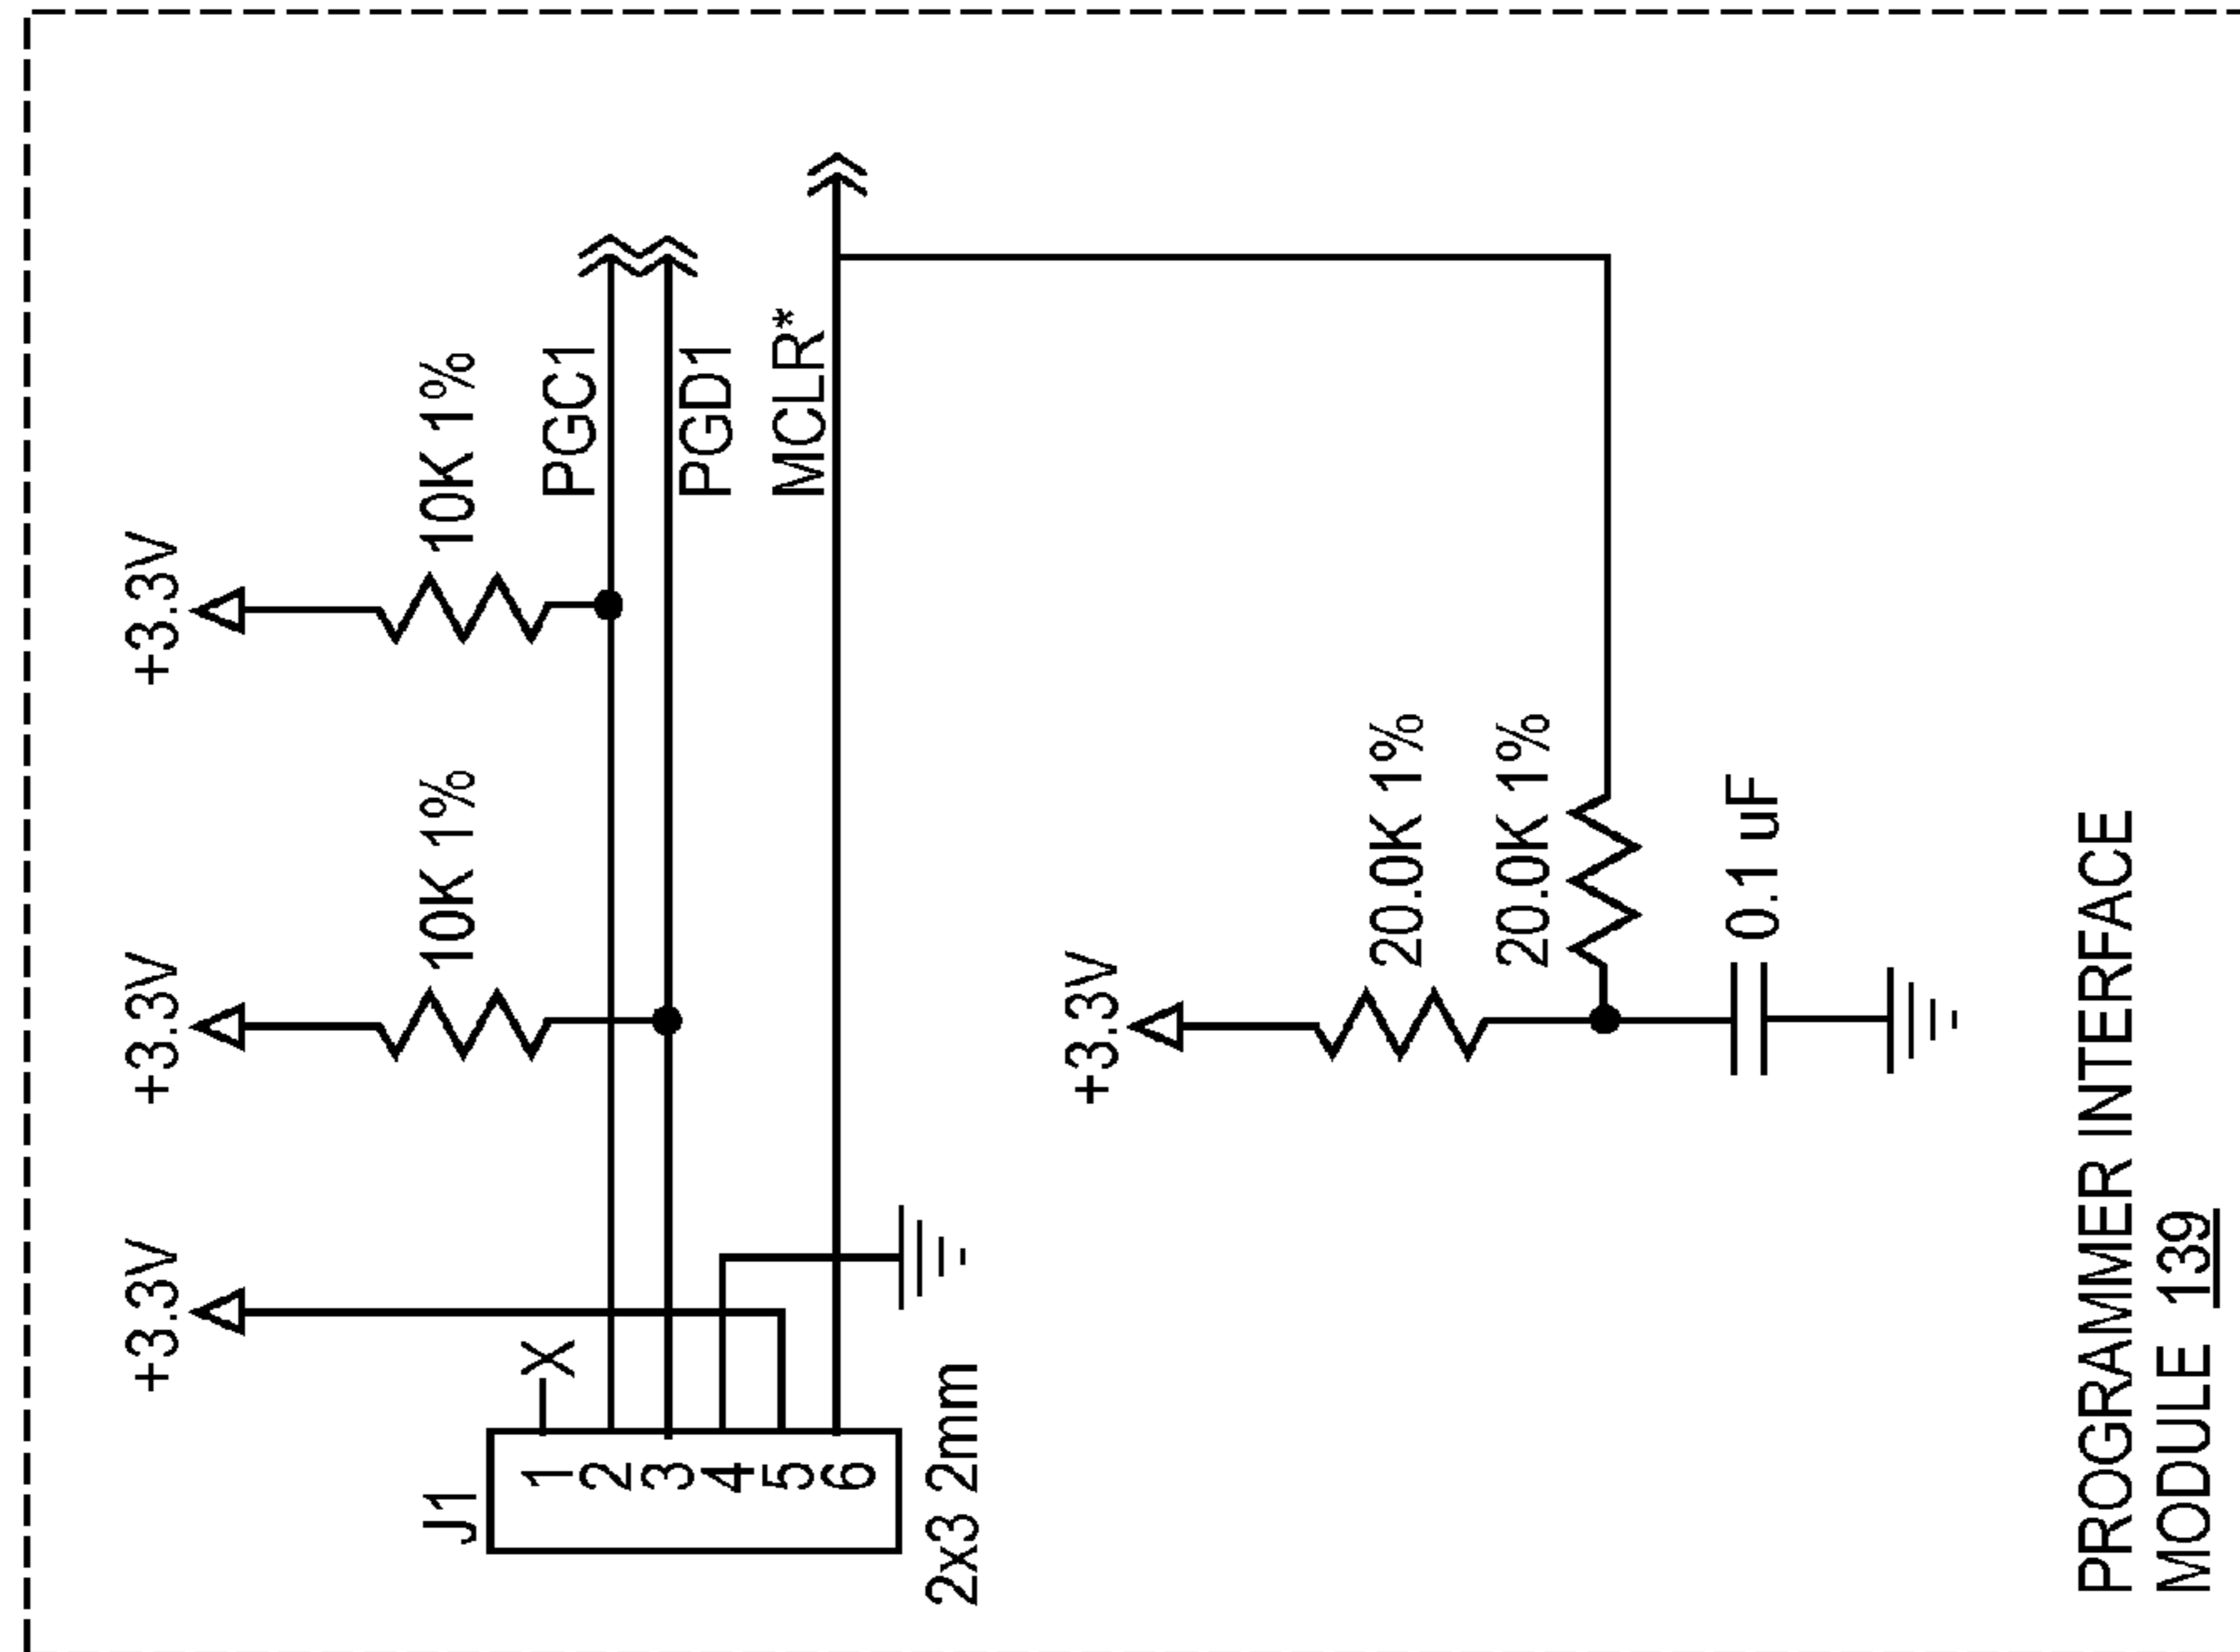 +3.3V
+3.3V
+3.3V
J1
1
X
2
3
4
5
6
2x3 2mm
10K 1%
10K 1%
PGC1
PGD1
MCLR*
+3.3V
20.0K 1%
20.0K 1%
0.1 uF
PROGRAMMER INTERFACE
MODULE 139